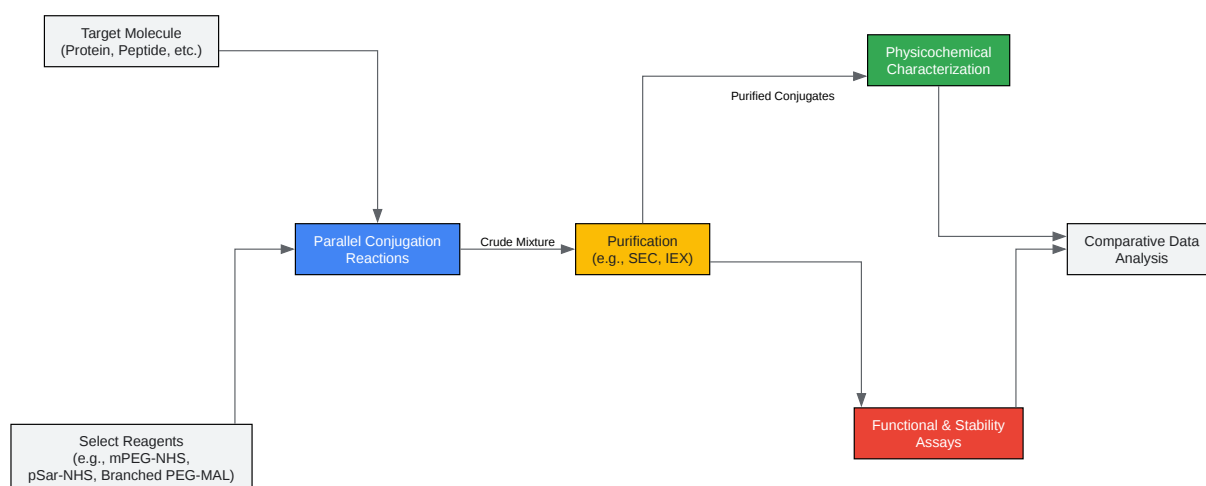 Target Molecule
(Protein, Peptide, etc.)
Physicochemical
Characterization
Purified Conjugates
Parallel Conjugation
Reactions
Crude Mixture
Purification
(e.g., SEC, IEX)
Comparative Data
Analysis
Select Reagents
(e.g., mPEG-NHS,
pSar-NHS, Branched PEG-MAL)
Functional & Stability
Assays